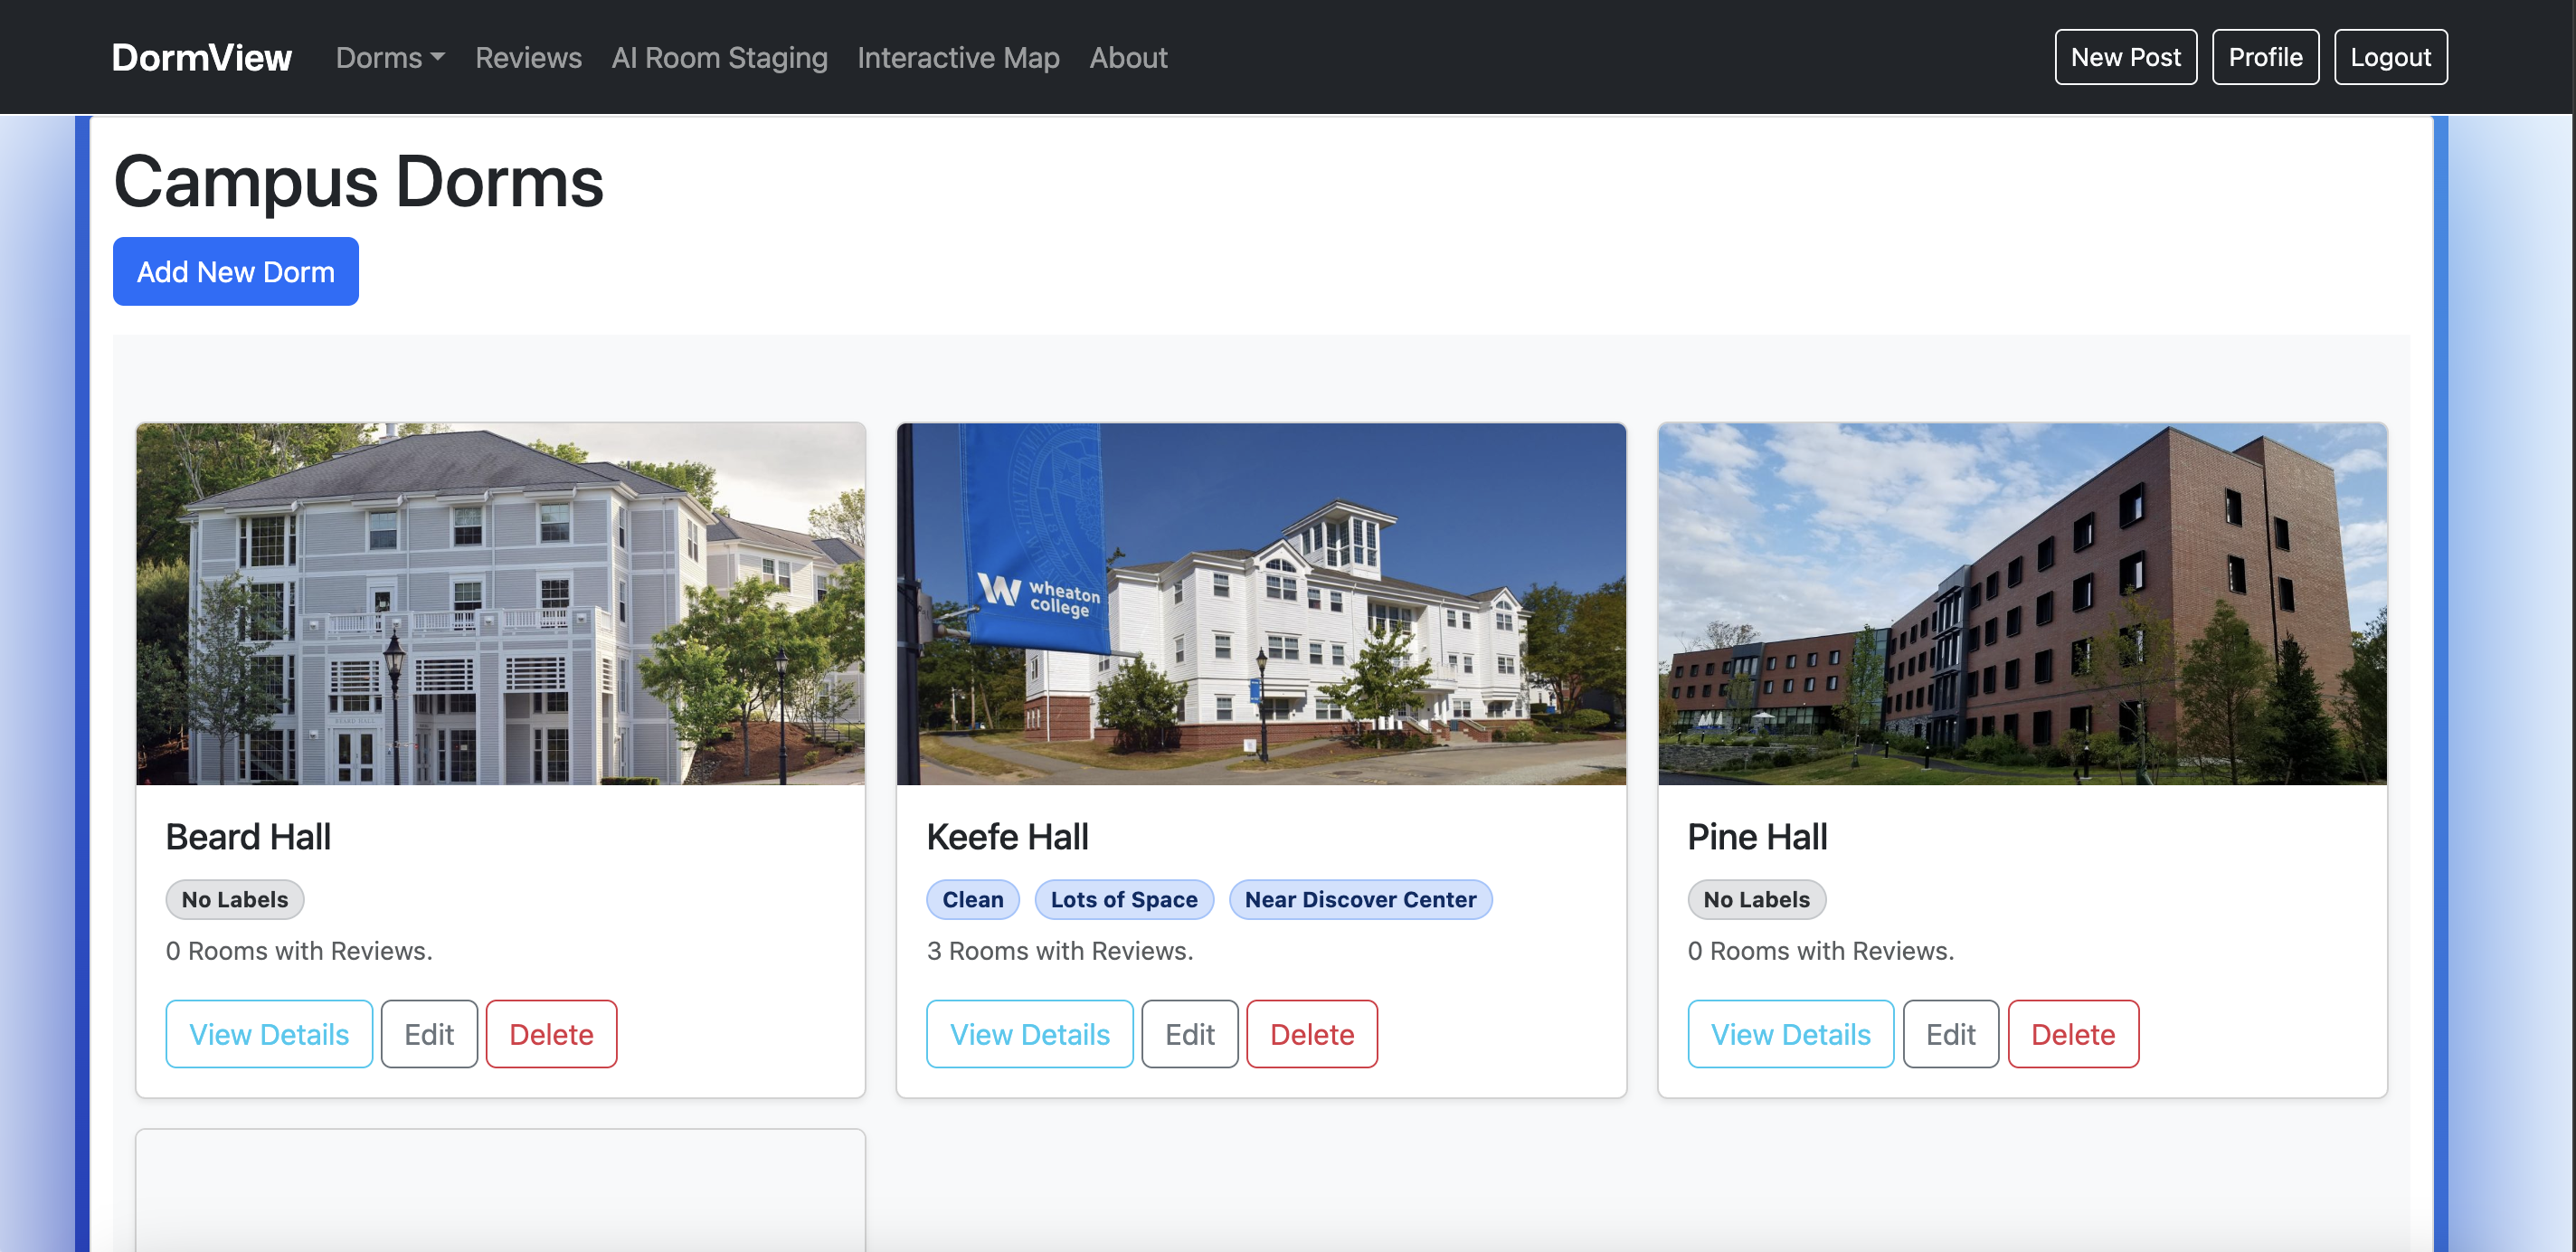 DormView Dorms Reviews AI Room Staging Interactive Map About New Post Profile Logout
Campus Dorms
Add New Dorm
BEARD HALL
wheaton
college
Beard Hall
No Labels
0 Rooms with Reviews.
View Details Edit Delete
Keefe Hall
Clean Lots of Space Near Discover Center
3 Rooms with Reviews.
View Details Edit Delete
Pine Hall
No Labels
0 Rooms with Reviews.
View Details Edit Delete